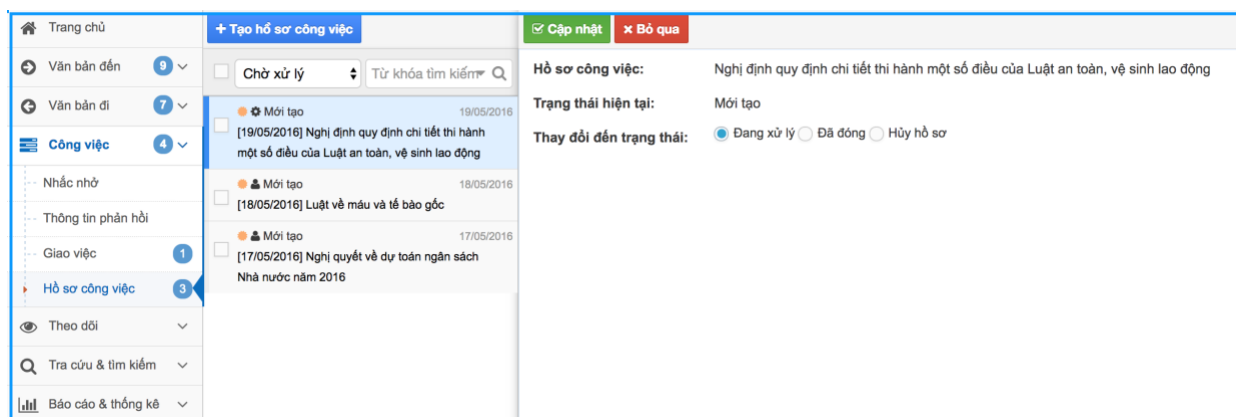 Trang chủ
Văn bản đến 9
Văn bản đi 7
Công việc 4
Nhắc nhở
Thông tin phản hồi
Giao việc 1
Hồ sơ công việc 3
Theo dõi
Tra cứu & tìm kiếm
Báo cáo & thống kê
+ Tạo hồ sơ công việc
Chờ xử lý Từ khóa tìm kiếm
Mới tạo 19/05/2016
[19/05/2016] Nghị định quy định chi tiết thi hành
một số điều của Luật an toàn, vệ sinh lao động
Mới tạo 18/05/2016
[18/05/2016] Luật về máu và tế bào gốc
Mới tạo 17/05/2016
[17/05/2016] Nghị quyết về dự toán ngân sách
Nhà nước năm 2016
Cập nhật Bỏ qua
Hồ sơ công việc: Nghị định quy định chi tiết thi hành một số điều của Luật an toàn, vệ sinh lao động
Trạng thái hiện tại: Mới tạo
Thay đổi đến trạng thái: Đang xử lý Đã đóng Hủy hồ sơ